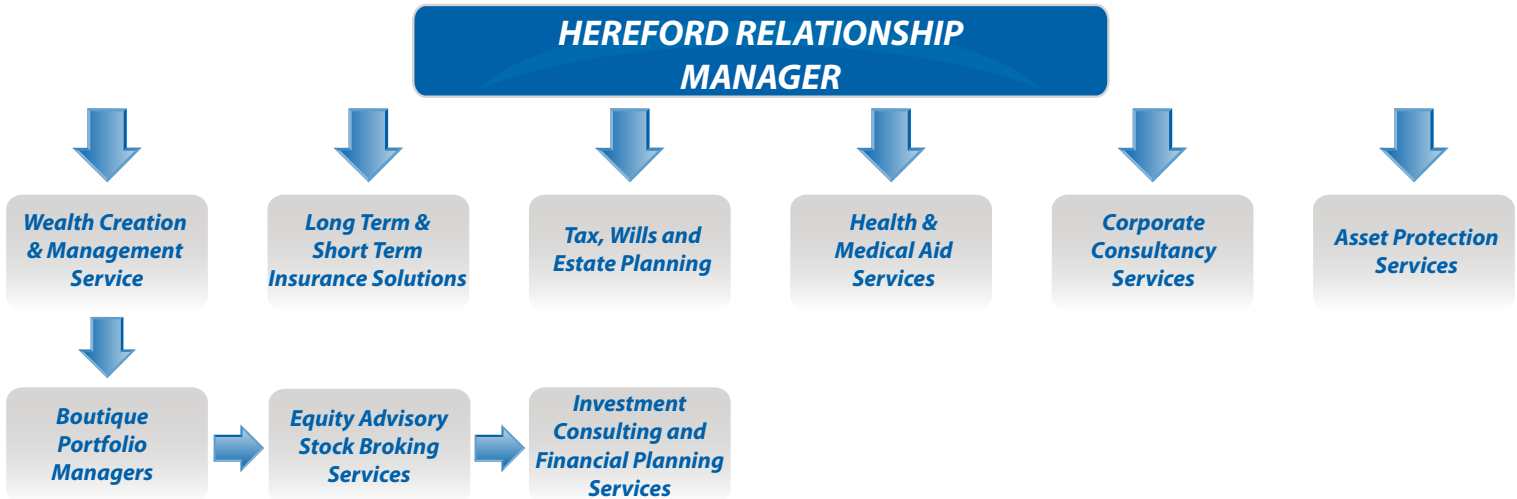 HEREFORD RELATIONSHIP
MANAGER
Wealth Creation
& Management
Service
Long Term &
Short Term
Insurance Solutions
Tax, Wills and
Estate Planning
Health &
Medical Aid
Services
Corporate
Consultancy
Services
Asset Protection
Services
Boutique
Portfolio
Managers
Equity Advisory
Stock Broking
Services
Investment
Consulting and
Financial Planning
Services